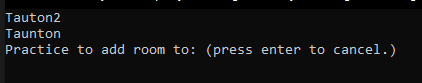 Tauton2
Taunton
Practice to add room to: (press enter to cancel.)